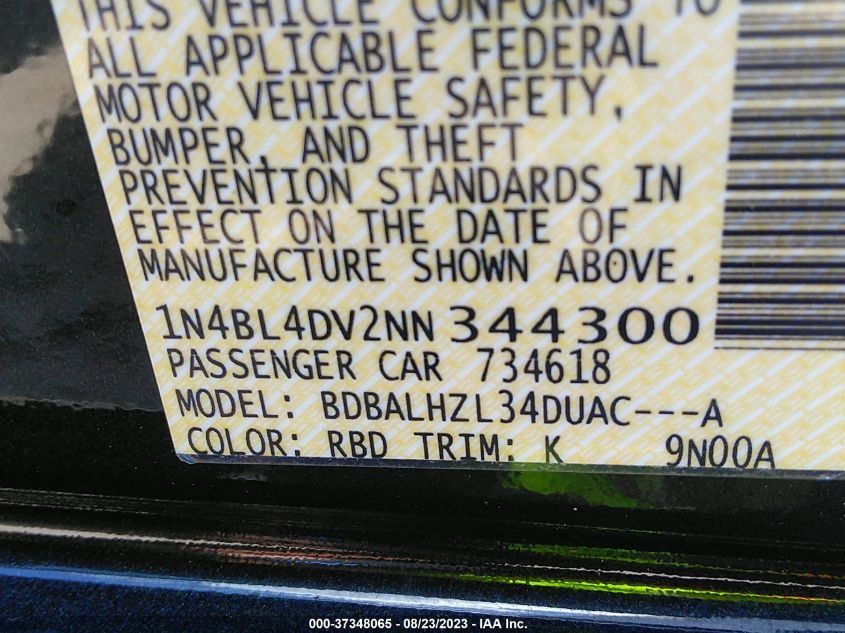 THIS VEHICLE CONFORMS TO
ALL APPLICABLE FEDERAL
MOTOR VEHICLE SAFETY,
BUMPER, AND THEFT
PREVENTION STANDARDS IN
EFFECT ON THE DATE OF
MANUFACTURE SHOWN ABOVE.
1N4BL4DV2NN344300
PASSENGER CAR 734618
MODEL: BDBALHZL34DUAC---A
COLOR: RBD TRIM: K 9N00A
000-37348065 - 08/23/2023 - IAA Inc.